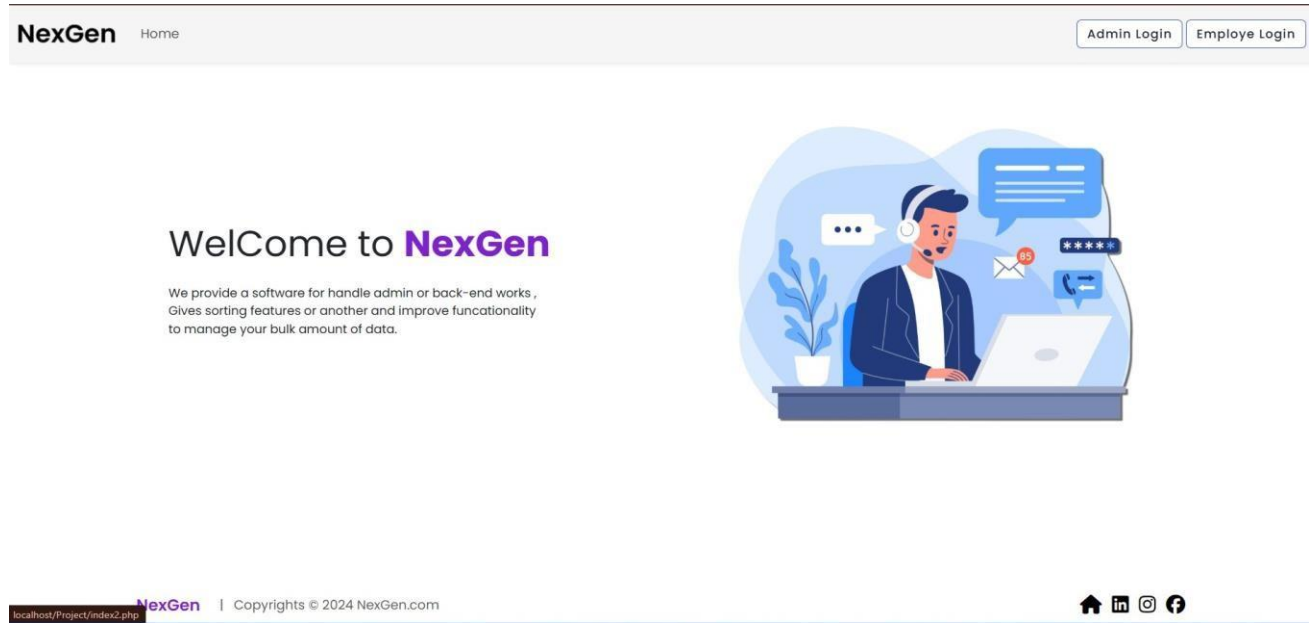 NexGen Home Admin Login Employe Login
WelCome to NexGen
We provide a software for handle admin or back-end works ,
Gives sorting features or another and improve funcationality
to manage your bulk amount of data.
85
*****
NexGen | Copyrights © 2024 NexGen.com
localhost/Project/index2.php